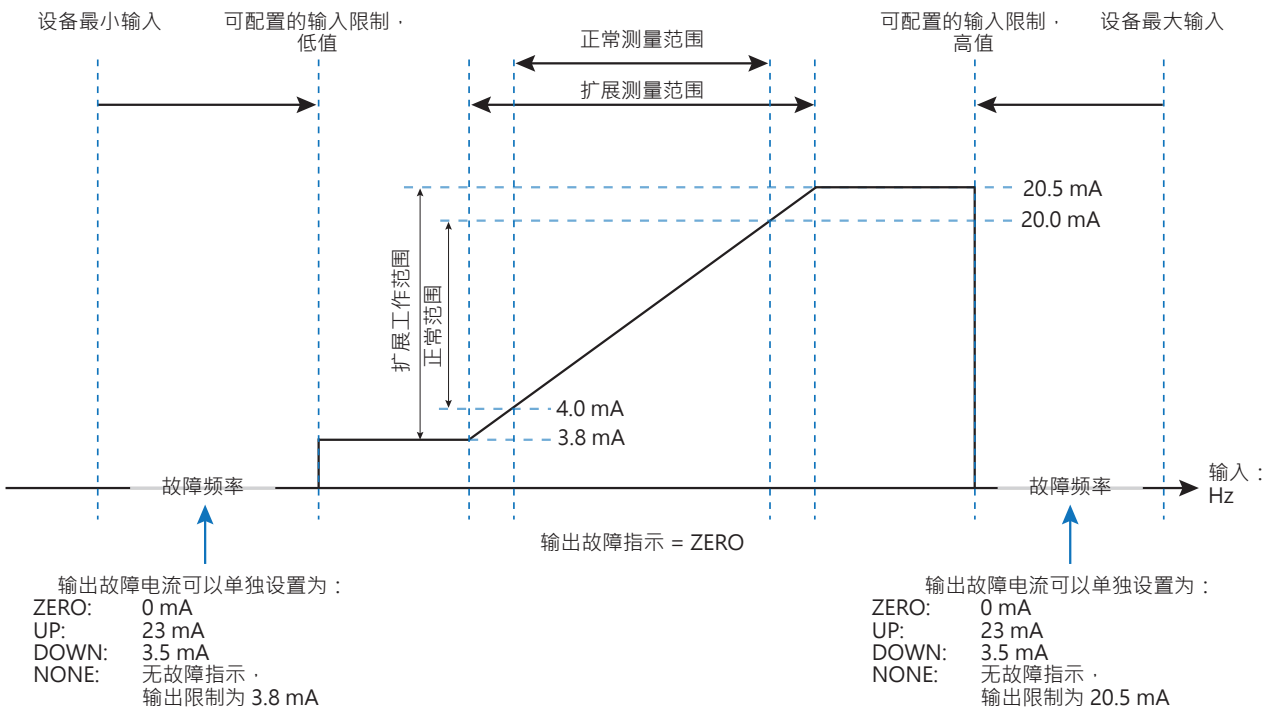 设备最小输入
可配置的输入限制，
低值
正常测量范围
扩展测量范围
可配置的输入限制，
高值
设备最大输入
20.5 mA
20.0 mA
扩展工作范围
正常范围
4.0 mA
3.8 mA
故障频率
故障频率
输入：
Hz
输出故障指示 = ZERO
输出故障电流可以单独设置为：
ZERO: 0 mA
UP: 23 mA
DOWN: 3.5 mA
NONE: 无故障指示，
输出限制为 3.8 mA
输出故障电流可以单独设置为：
ZERO: 0 mA
UP: 23 mA
DOWN: 3.5 mA
NONE: 无故障指示，
输出限制为 20.5 mA